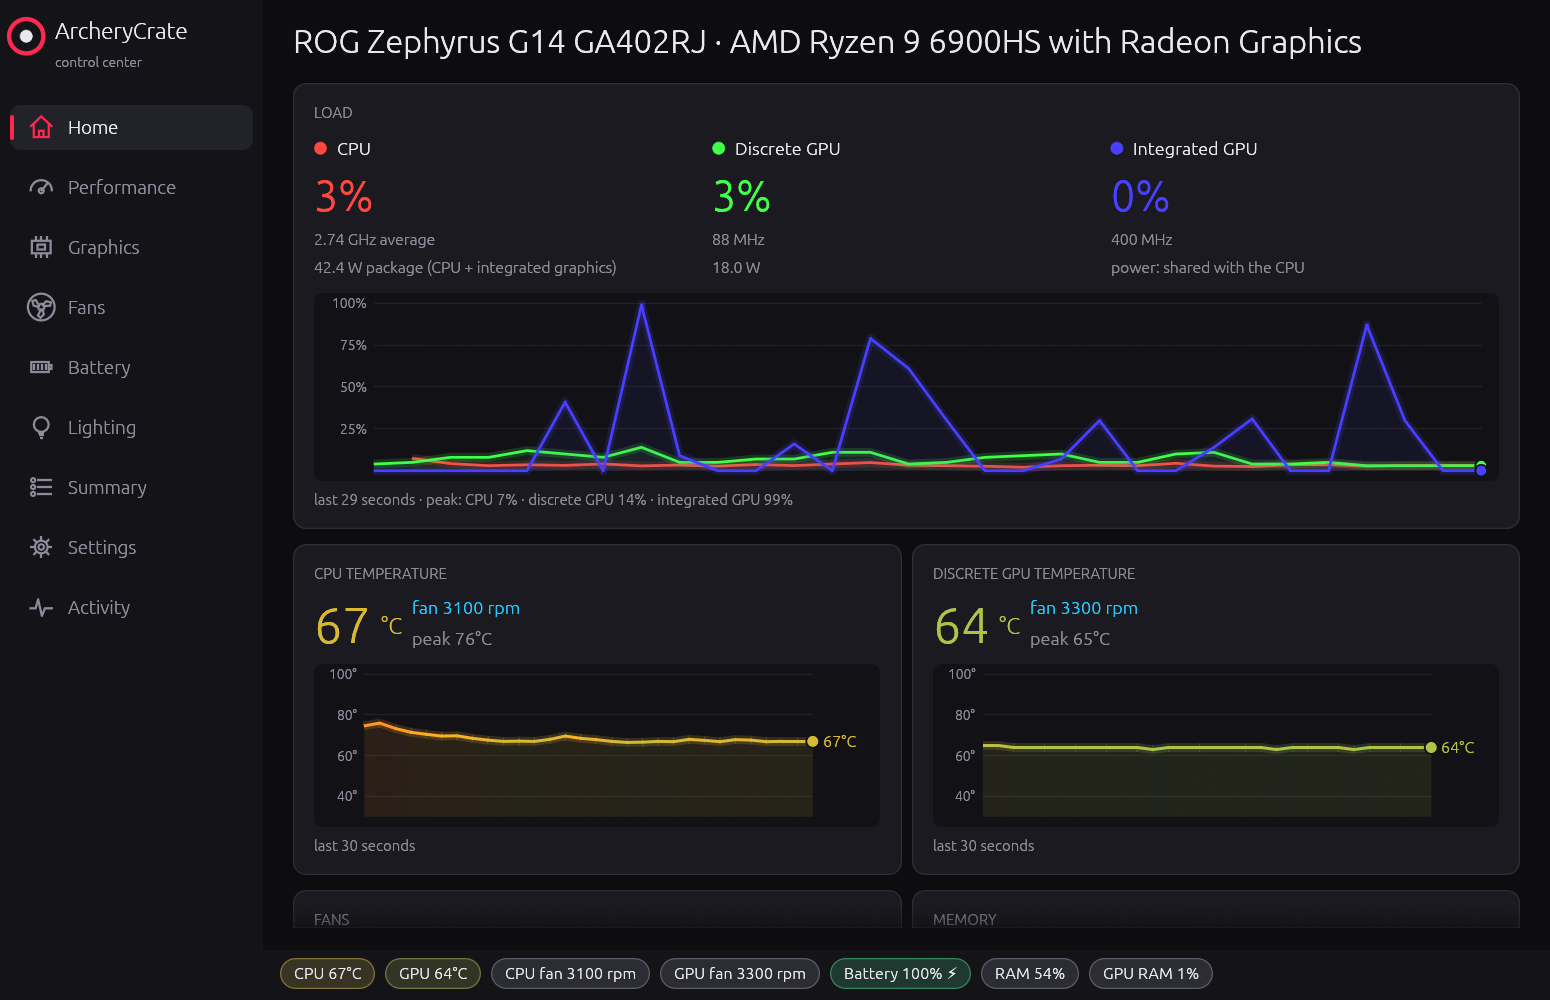 ArcheryCrate
control center
Home
Performance
Graphics
Fans
Battery
Lighting
Summary
Settings
Activity
ROG Zephyrus G14 GA402RJ · AMD Ryzen 9 6900HS with Radeon Graphics
LOAD
CPU
3%
2.74 GHz average
42.4 W package (CPU + integrated graphics)
Discrete GPU
3%
88 MHz
18.0 W
Integrated GPU
0%
400 MHz
power: shared with the CPU
100%
75%
50%
25%
last 29 seconds · peak: CPU 7% · discrete GPU 14% · integrated GPU 99%
CPU TEMPERATURE
67 °C
fan 3100 rpm
peak 76°C
100°
80°
60°
40°
67°C
last 30 seconds
DISCRETE GPU TEMPERATURE
64 °C
fan 3300 rpm
peak 65°C
100°
80°
60°
40°
64°C
last 30 seconds
FANS
MEMORY
CPU 67°C
GPU 64°C
CPU fan 3100 rpm
GPU fan 3300 rpm
Battery 100% ⚡
RAM 54%
GPU RAM 1%